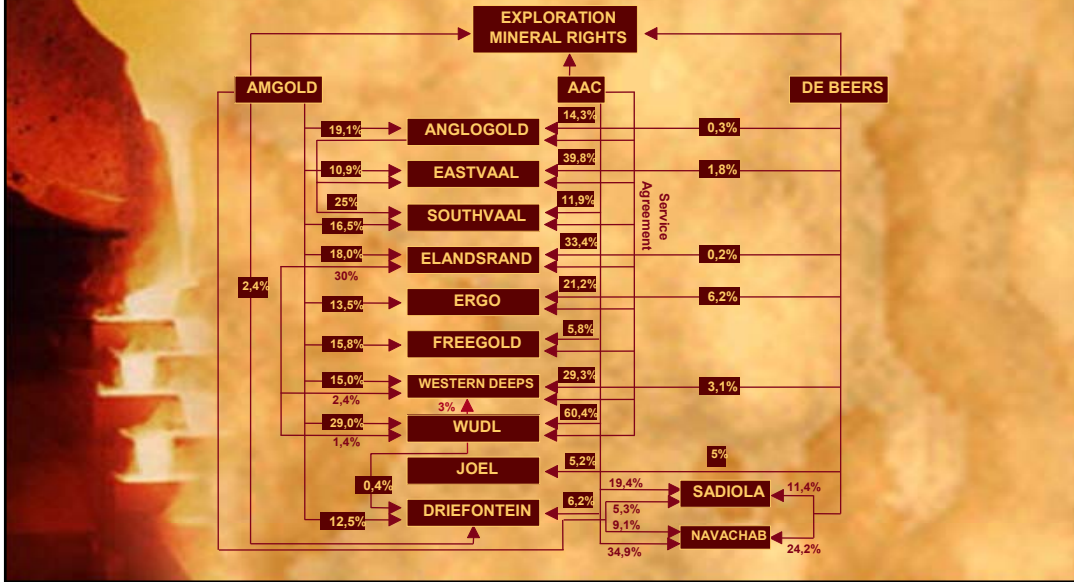 EXPLORATION
MINERAL RIGHTS
AMGOLD
AAC
DE BEERS
14,3%
19,1%
ANGLOGOLD
0,3%
39,8%
10,9%
EASTVAAL
1,8%
25%
11,9%
Service
Agreement
16,5%
SOUTHVAAL
33,4%
18,0%
ELANDSRAND
0,2%
30%
2,4%
21,2%
13,5%
ERGO
6,2%
5,8%
15,8%
FREEGOLD
29,3%
15,0%
WESTERN DEEPS
3,1%
2,4%
3%
60,4%
29,0%
WUDL
1,4%
5%
5,2%
JOEL
0,4%
19,4%
SADIOLA
11,4%
6,2%
5,3%
12,5%
DRIEFONTEIN
9,1%
NAVACHAB
34,9%
24,2%